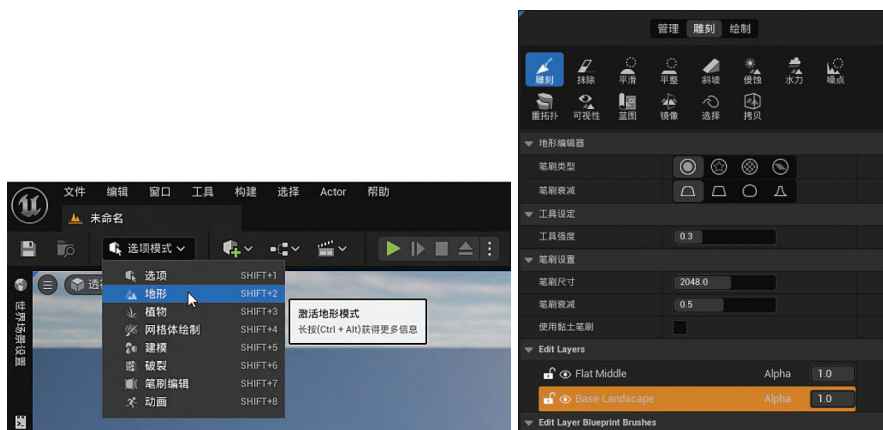 文件 编辑 窗口 工具 构建 选择 Actor 帮助
未命名
选项模式
选项 SHIFT+1
地形 SHIFT+2
植物 SHIFT+3
网格体绘制 SHIFT+4
建模 SHIFT+5
破裂 SHIFT+6
笔刷编辑 SHIFT+7
动画 SHIFT+8
激活地形模式
长按(Ctrl + Alt)获得更多信息
世界场景设置
管理 雕刻 绘制
雕刻 抹除 平滑 平整 斜坡 侵蚀 水力 噪点
重拓扑 可视性 蓝图 镜像 选择 拷贝
地形编辑器
笔刷类型
笔刷衰减
工具设定
工具强度 0.3
笔刷设置
笔刷尺寸 2048.0
笔刷衰减 0.5
使用黏土笔刷
Edit Layers
Flat Middle Alpha 1.0
Base Landscape Alpha 1.0
Edit Layer Blueprint Brushes